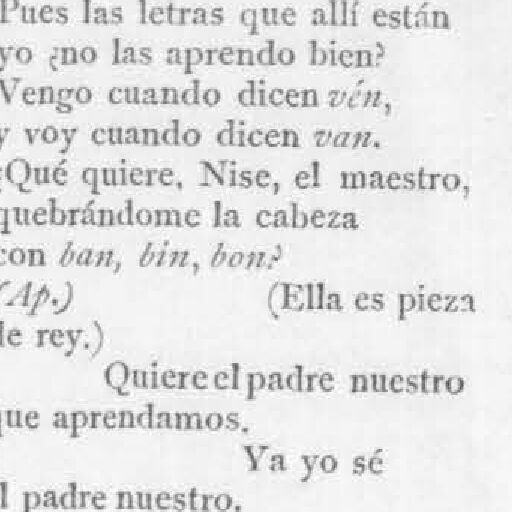 Pues las letras que allí están
yo ¿no las aprendo bien?
Vengo cuando dicen vén,
y voy cuando dicen van.
¿Qué quiere, Nise, el maestro,
quebrándome la cabeza
con ban, bin, bon?
(Ap.) (Ella es pieza
de rey.)
Quiere el padre nuestro
que aprendamos.
Ya yo sé
el padre nuestro.